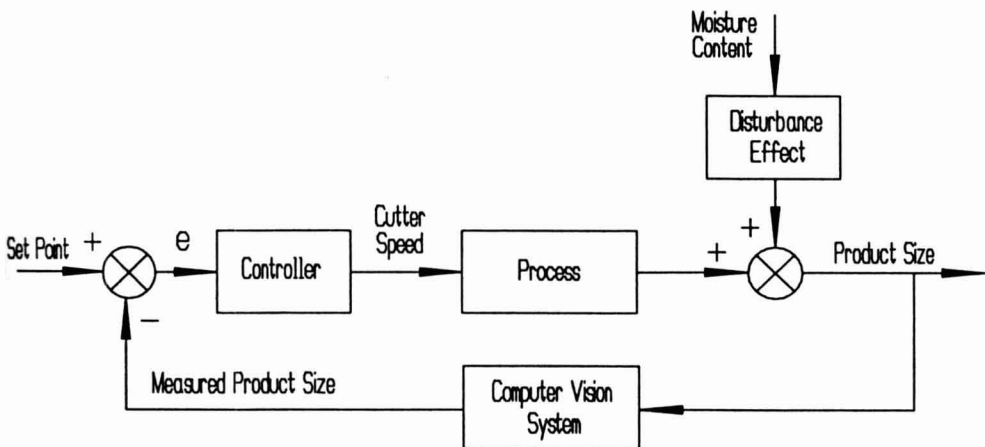 Moisture
Content
Disturbance
Effect
+
Set Point
+
e
Controller
Cutter
Speed
Process
+
Product Size
−
Measured Product Size
Computer Vision
System